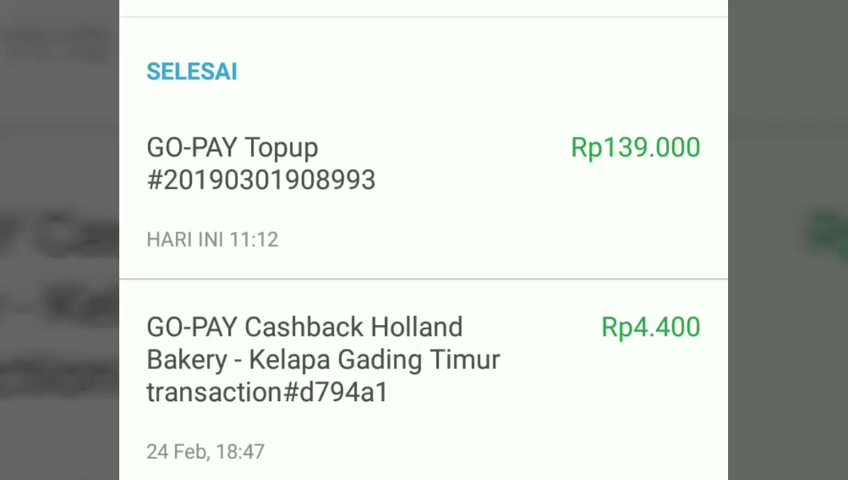 SELESAI
GO-PAY Topup Rp139.000
#20190301908993
HARI INI 11:12
GO-PAY Cashback Holland Rp4.400
Bakery - Kelapa Gading Timur
transaction#d794a1
24 Feb, 18:47